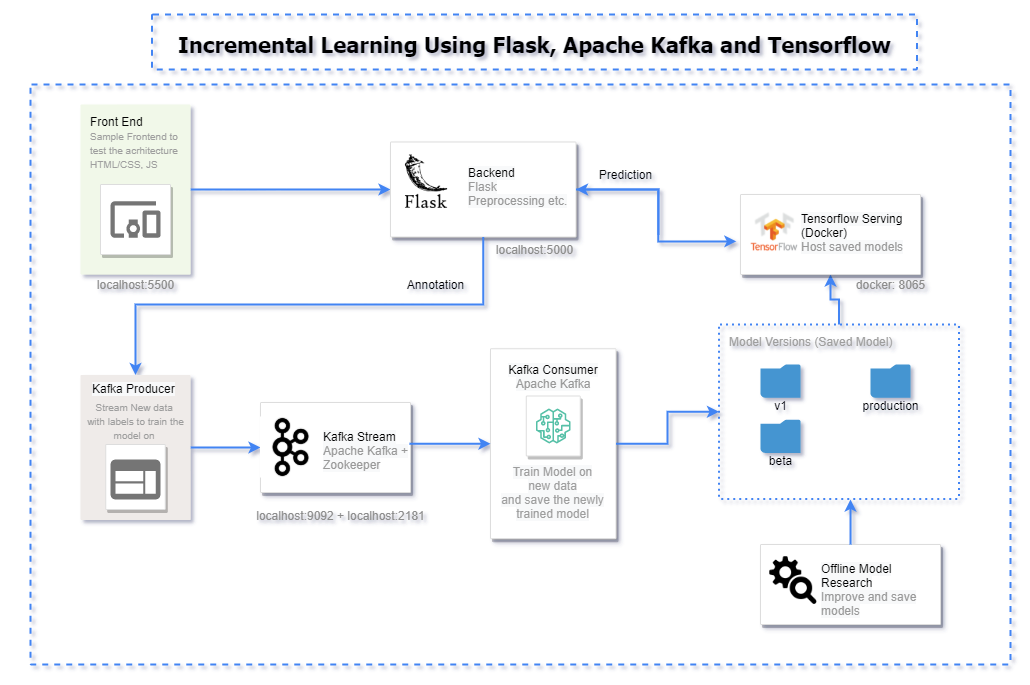 Incremental Learning Using Flask, Apache Kafka and Tensorflow
Front End
Sample Frontend to
test the acrhitecture
HTML/CSS, JS
localhost:5500
Flask
Backend
Flask
Preprocessing etc.
localhost:5000
Prediction
TensorFlow
Tensorflow Serving
(Docker)
Host saved models
docker: 8065
Annotation
Kafka Producer
Stream New data
with labels to train the
model on
Kafka Stream
Apache Kafka +
Zookeeper
localhost:9092 + localhost:2181
Kafka Consumer
Apache Kafka
Train Model on
new data
and save the newly
trained model
Model Versions (Saved Model)
v1
production
beta
Offline Model
Research
Improve and save
models